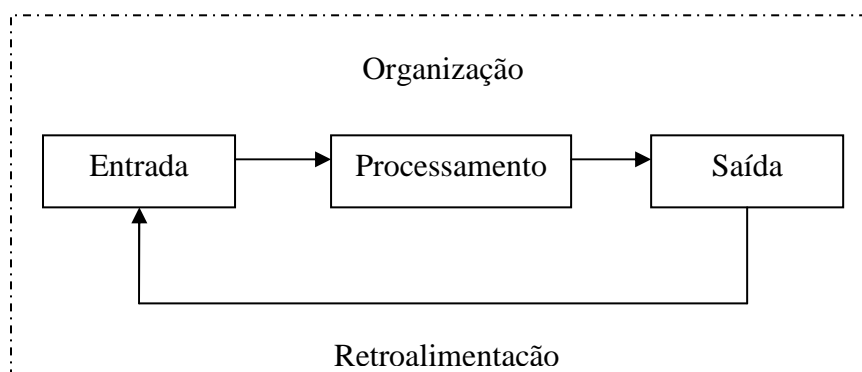 Organização
Entrada
Processamento
Saída
Retroalimentacão